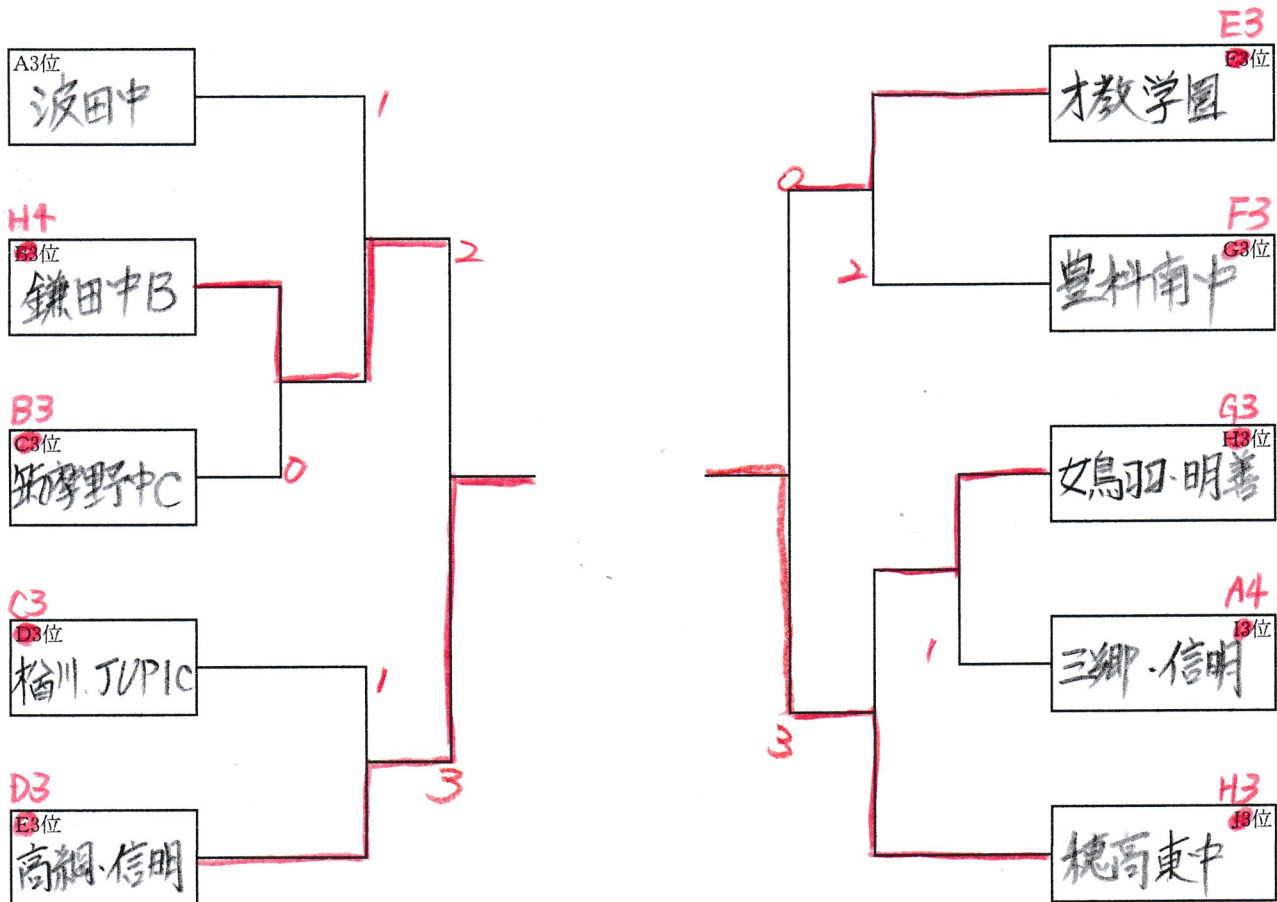 A3位
波田中
1
H4
B3位
鎌田中B
2
B3
C3位
筑摩野中C
0
C3
D3位
楢川.JUPIC
1
D3
E3位
高綱・信明
3
E3
F3位
才教学園
0
F3
G3位
豊科南中
2
G3
H3位
女鳥羽・明善
A4
I3位
三郷・信明
1
3
H3
J3位
穂高東中